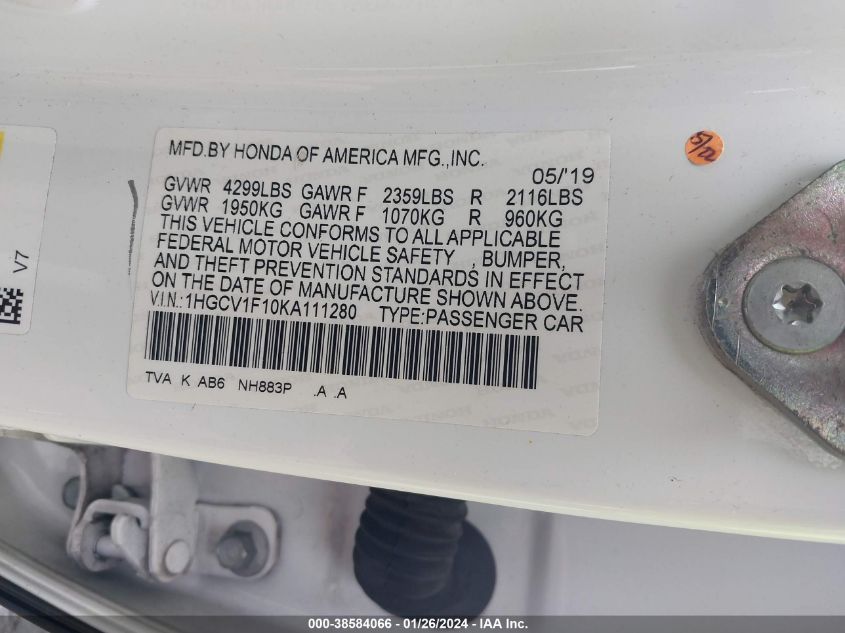 MFD.BY HONDA OF AMERICA MFG.,INC.
05/'19
GVWR 4299LBS GAWR F 2359LBS R 2116LBS
GVWR 1950KG GAWR F 1070KG R 960KG
THIS VEHICLE CONFORMS TO ALL APPLICABLE
FEDERAL MOTOR VEHICLE SAFETY , BUMPER,
AND THEFT PREVENTION STANDARDS IN EFFECT
ON THE DATE OF MANUFACTURE SHOWN ABOVE.
V.I.N.:1HGCV1F10KA111280 TYPE:PASSENGER CAR
TVA K AB6 NH883P .A .A
V7
000-38584066 - 01/26/2024 - IAA Inc.